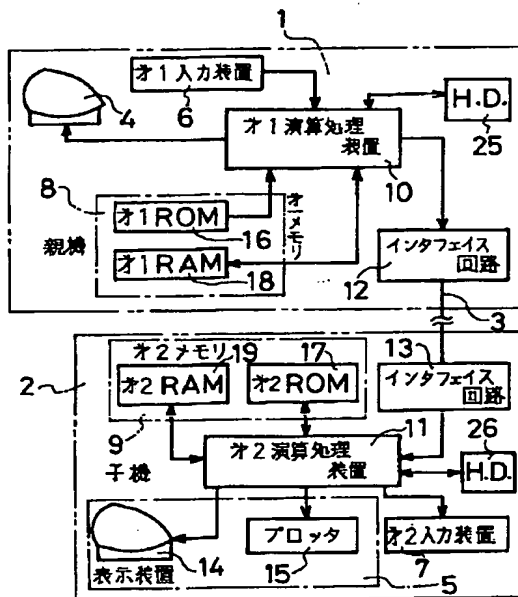 1
オ1入力装置
6
4
H.D.
25
オ1演算処理
装置
10
8
オ1ROM
16
オ1RAM
18
オ一メモリ
親機
インタフェイス
回路
12
3
2
オ2メモリ
19
17
オ2RAM
オ2ROM
9
13
インタフェイス
回路
子機
オ2演算処理
装置
11
26
H.D.
14
表示装置
プロッタ
15
オ2入力装置
7
5